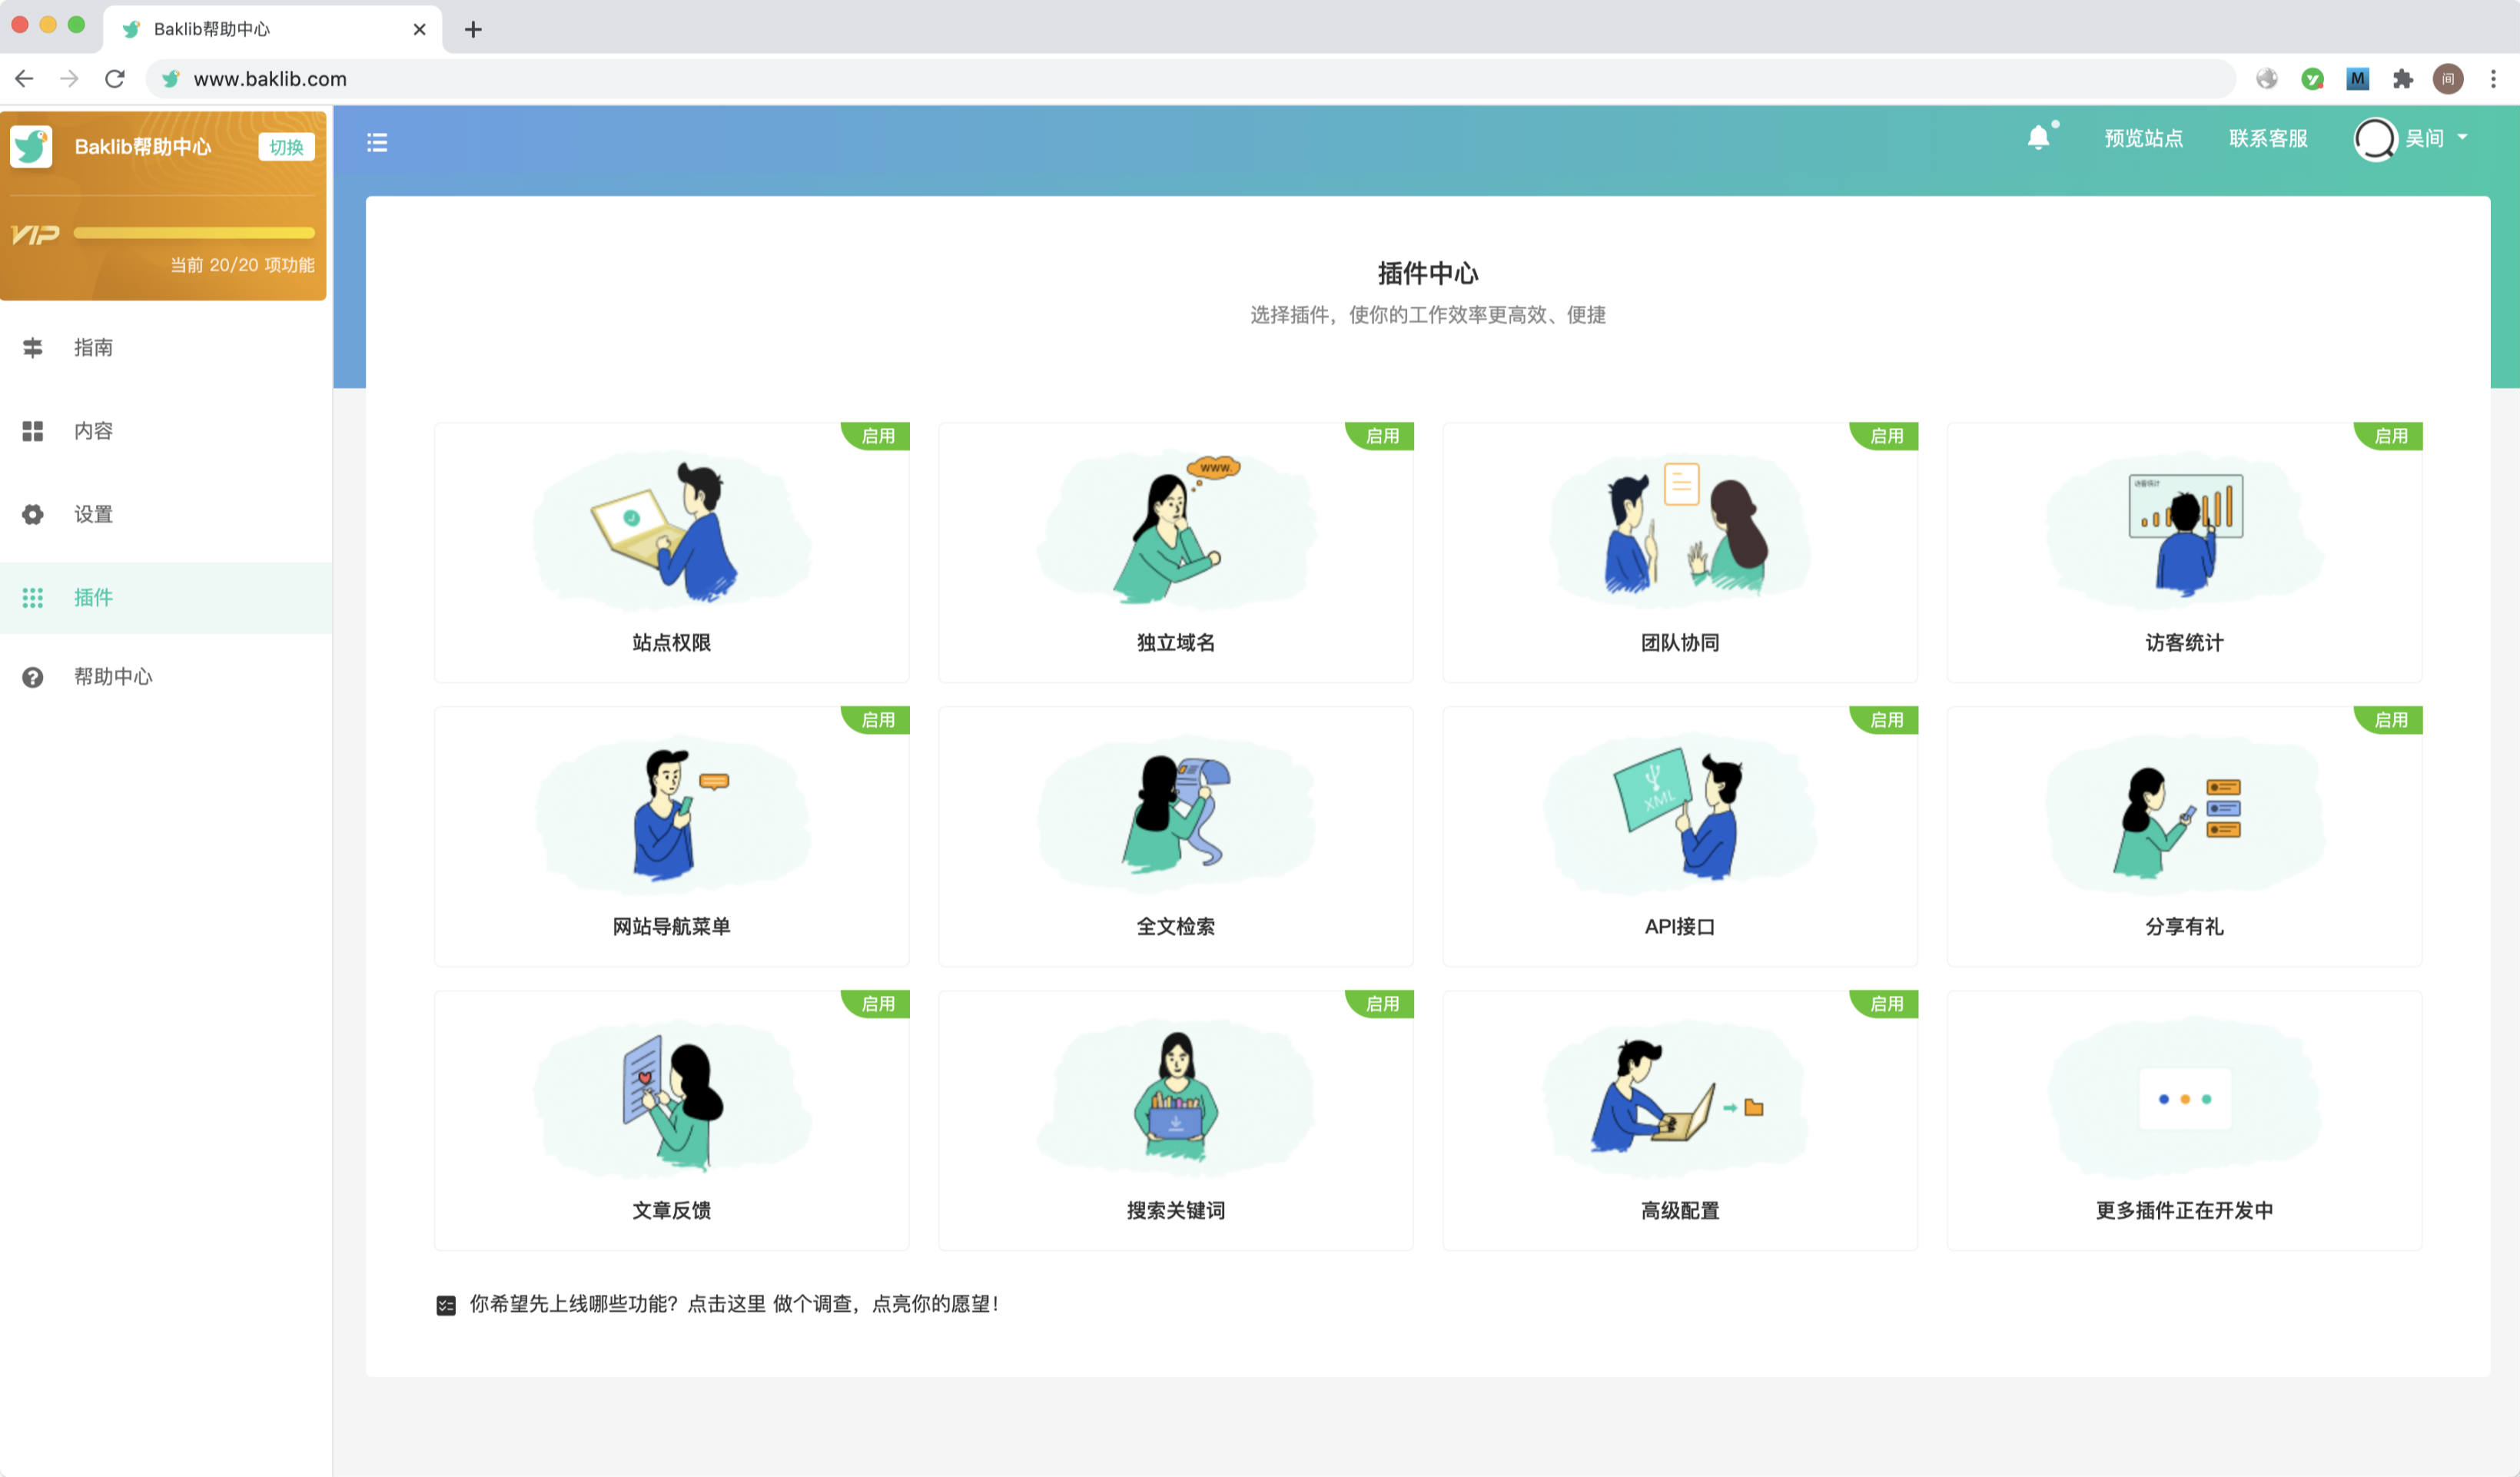 Baklib帮助中心
www.baklib.com
M
间
Baklib帮助中心
切换
VIP
当前 20/20 项功能
指南
内容
设置
插件
帮助中心
预览站点
联系客服
吴间
插件中心
选择插件，使你的工作效率更高效、便捷
启用
www.
站点权限
启用
独立域名
启用
团队协同
启用
访客统计
访客统计
启用
网站导航菜单
全文检索
启用
XML
API接口
启用
分享有礼
启用
文章反馈
启用
搜索关键词
启用
高级配置
更多插件正在开发中
你希望先上线哪些功能？点击这里 做个调查，点亮你的愿望！